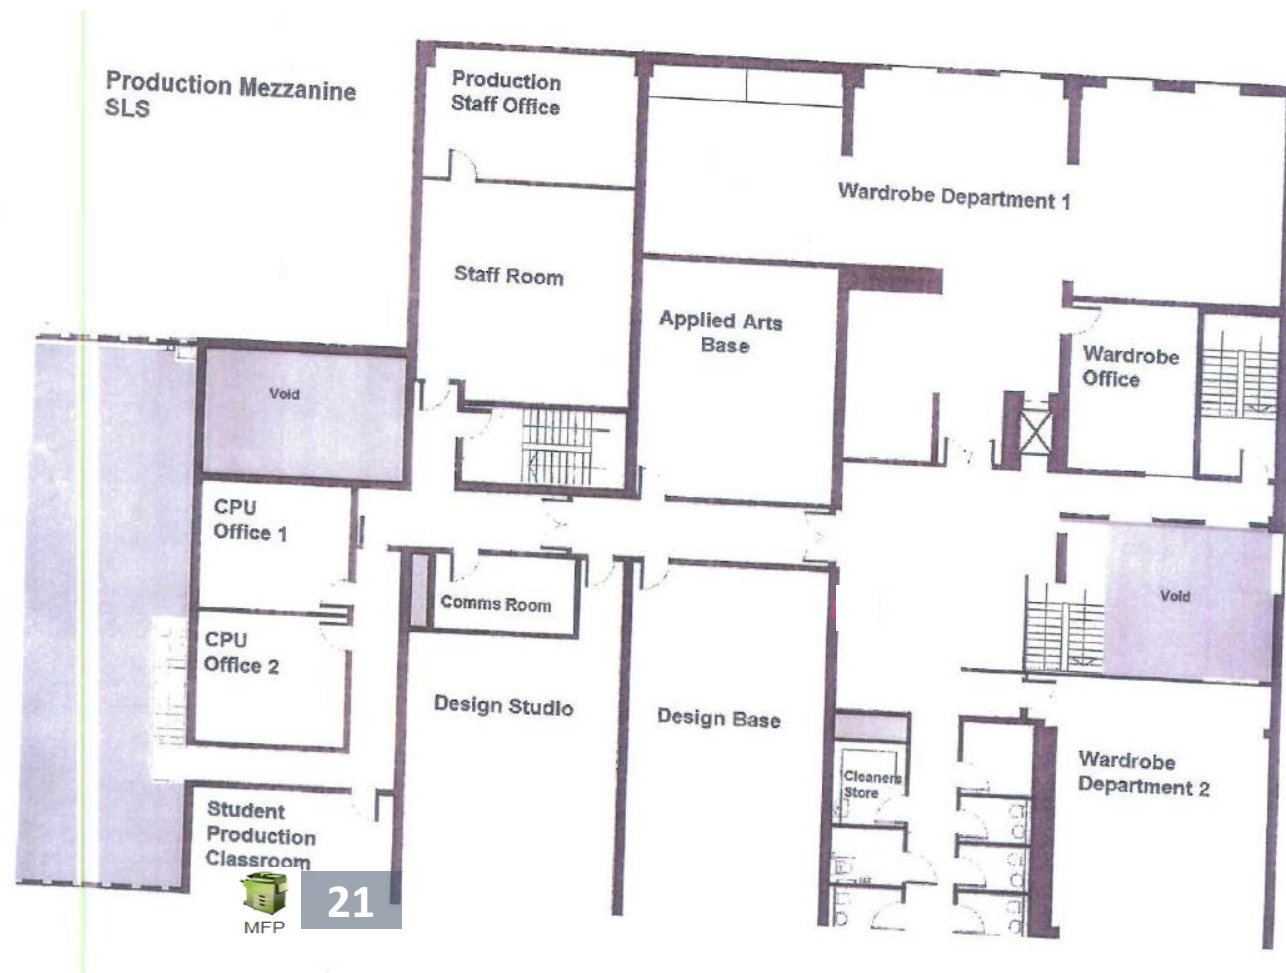 Production Mezzanine
SLS
Production
Staff Office
Wardrobe Department 1
Staff Room
Applied Arts
Base
Wardrobe
Office
Void
CPU
Office 1
Comms Room
Void
CPU
Office 2
Design Studio
Design Base
Wardrobe
Department 2
Cleaners
Store
Student
Production
Classroom
MFP
21